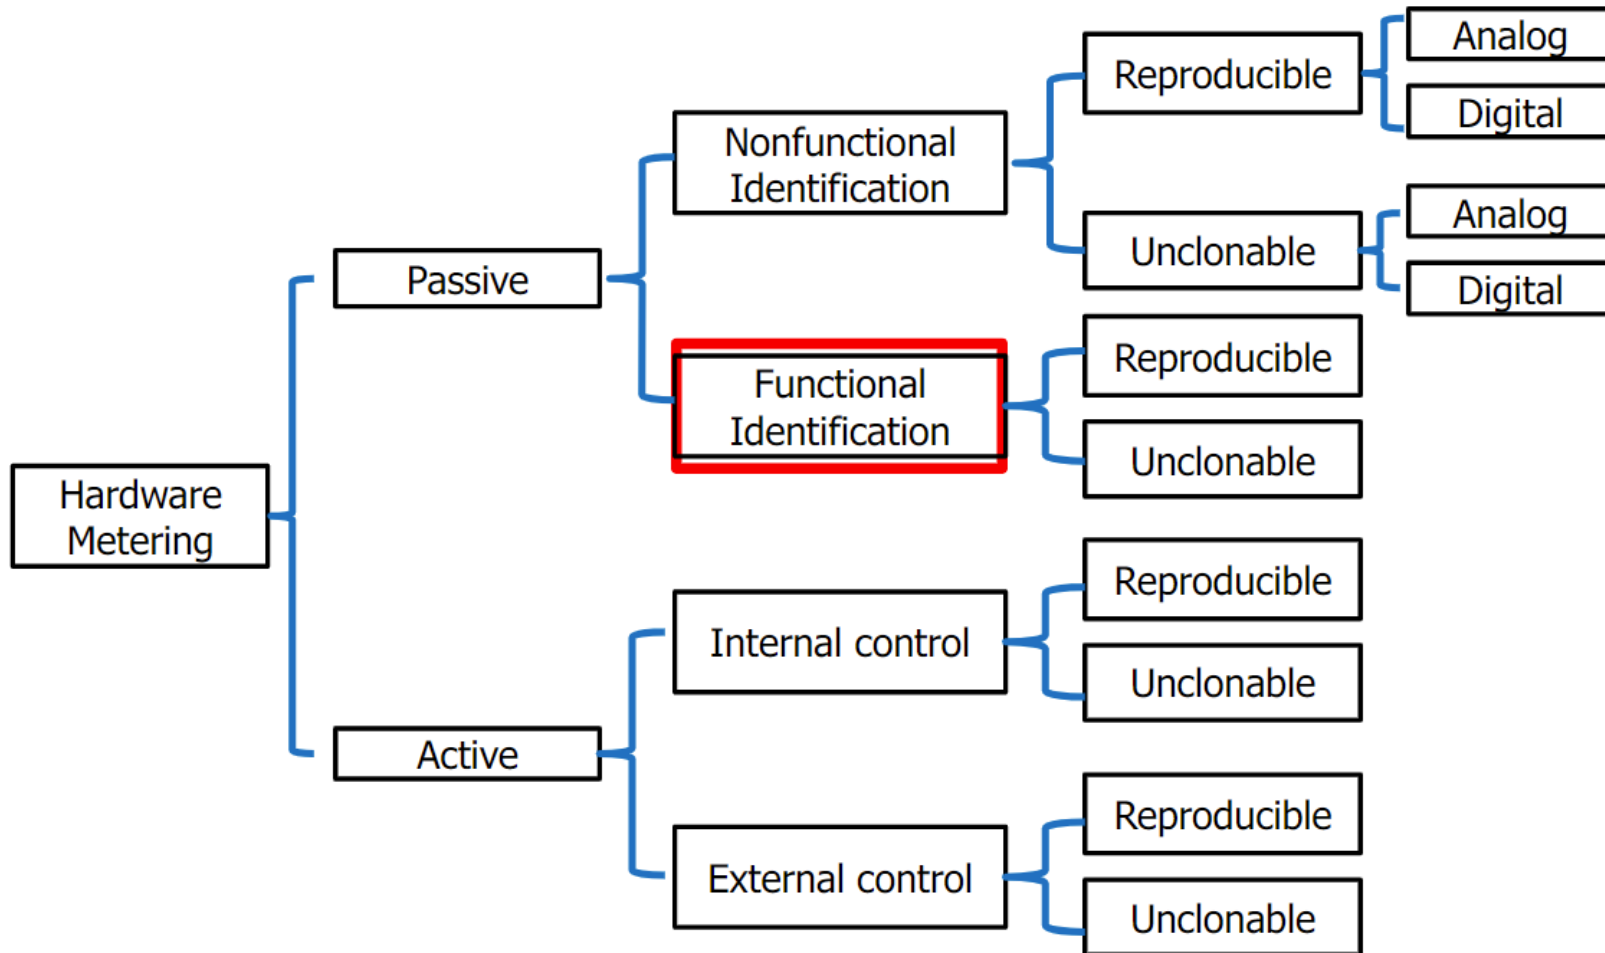 Hardware
Metering
Passive
Nonfunctional
Identification
Reproducible
Analog
Digital
Unclonable
Analog
Digital
Functional
Identification
Reproducible
Unclonable
Active
Internal control
Reproducible
Unclonable
External control
Reproducible
Unclonable